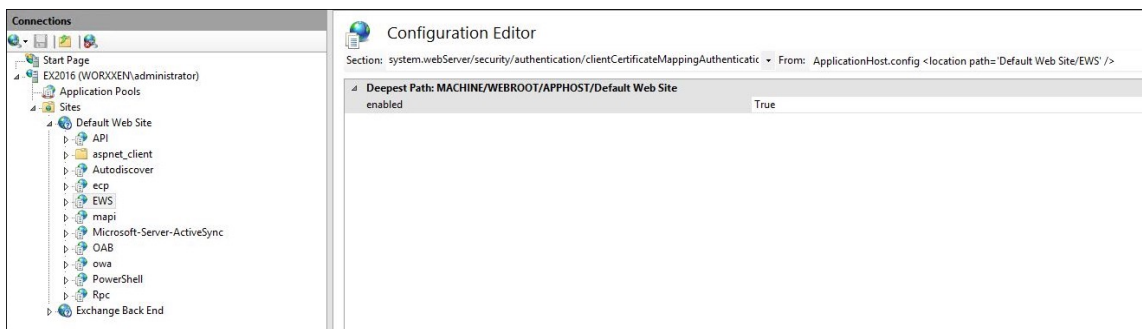 Connections
Start Page
EX2016 (WORXXEN\administrator)
Application Pools
Sites
Default Web Site
API
aspnet_client
Autodiscover
ecp
EWS
mapi
Microsoft-Server-ActiveSync
OAB
owa
PowerShell
Rpc
Exchange Back End
Configuration Editor
Section: system.webServer/security/authentication/clientCertificateMappingAuthenticatic From: ApplicationHost.config <location path='Default Web Site/EWS' />
Deepest Path: MACHINE/WEBROOT/APPHOST/Default Web Site
enabled True